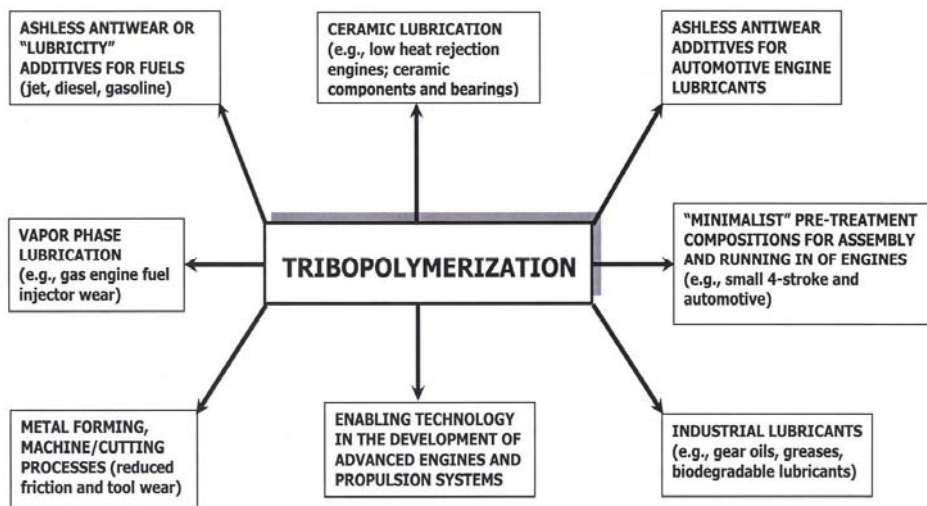 ASHLESS ANTIWEAR OR
“LUBRICITY”
ADDITIVES FOR FUELS
(jet, diesel, gasoline)
CERAMIC LUBRICATION
(e.g., low heat rejection
engines; ceramic
components and bearings)
ASHLESS ANTIWEAR
ADDITIVES FOR
AUTOMOTIVE ENGINE
LUBRICANTS
VAPOR PHASE
LUBRICATION
(e.g., gas engine fuel
injector wear)
TRIBOPOLYMERIZATION
“MINIMALIST” PRE-TREATMENT
COMPOSITIONS FOR ASSEMBLY
AND RUNNING IN OF ENGINES
(e.g., small 4-stroke and
automotive)
METAL FORMING,
MACHINE/CUTTING
PROCESSES (reduced
friction and tool wear)
ENABLING TECHNOLOGY
IN THE DEVELOPMENT OF
ADVANCED ENGINES AND
PROPULSION SYSTEMS
INDUSTRIAL LUBRICANTS
(e.g., gear oils, greases,
biodegradable lubricants)